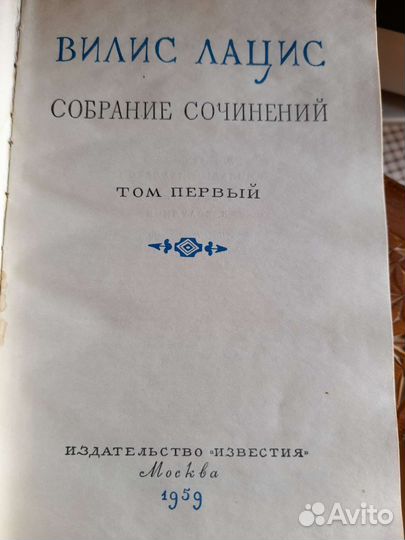 ВИЛИС ЛАЦИС
СОБРАНИЕ СОЧИНЕНИЙ
ТОМ ПЕРВЫЙ
ИЗДАТЕЛЬСТВО «ИЗВЕСТИЯ»
Москва
1959
Avito